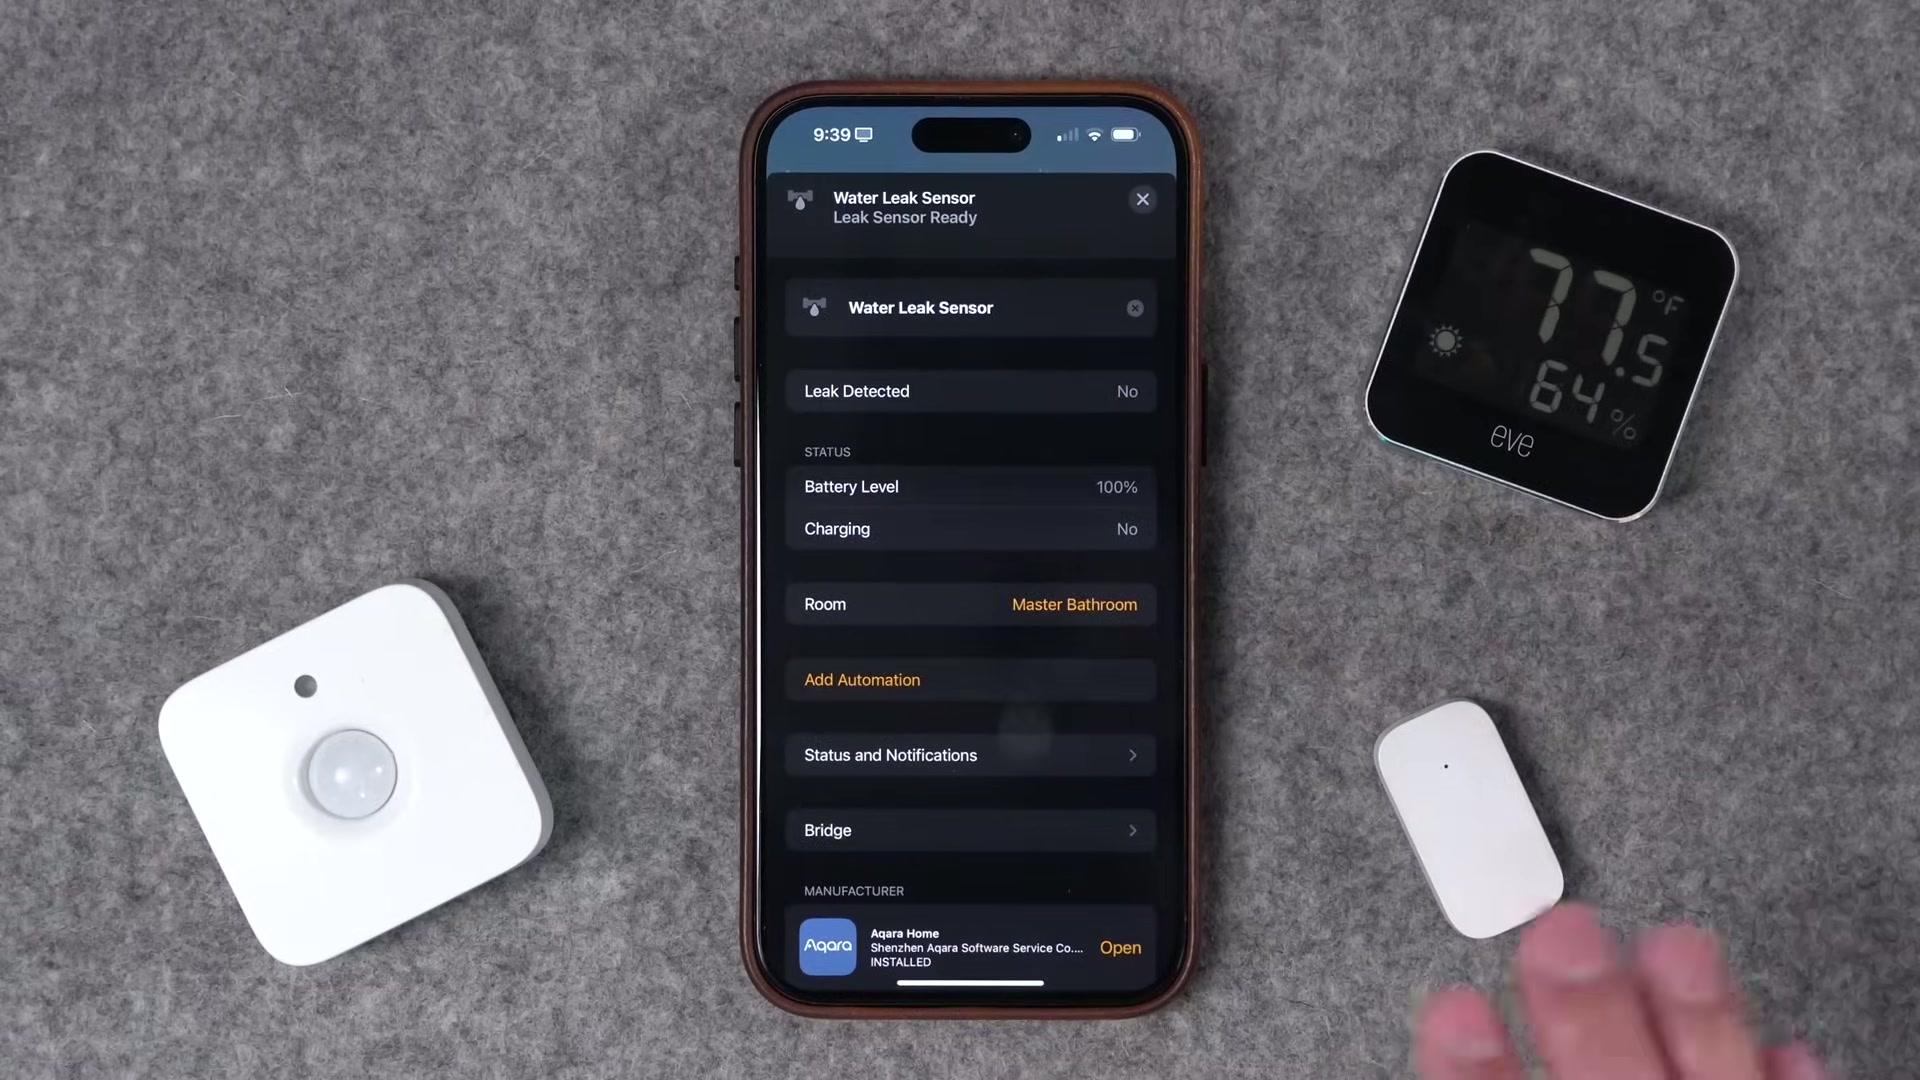 9:39
Water Leak Sensor
Leak Sensor Ready
Water Leak Sensor
Leak Detected No
STATUS
Battery Level 100%
Charging No
Room Master Bathroom
Add Automation
Status and Notifications
Bridge
MANUFACTURER
Aqara
Aqara Home
Shenzhen Aqara Software Service Co....
INSTALLED
Open
77.5 °F
64 %
eve